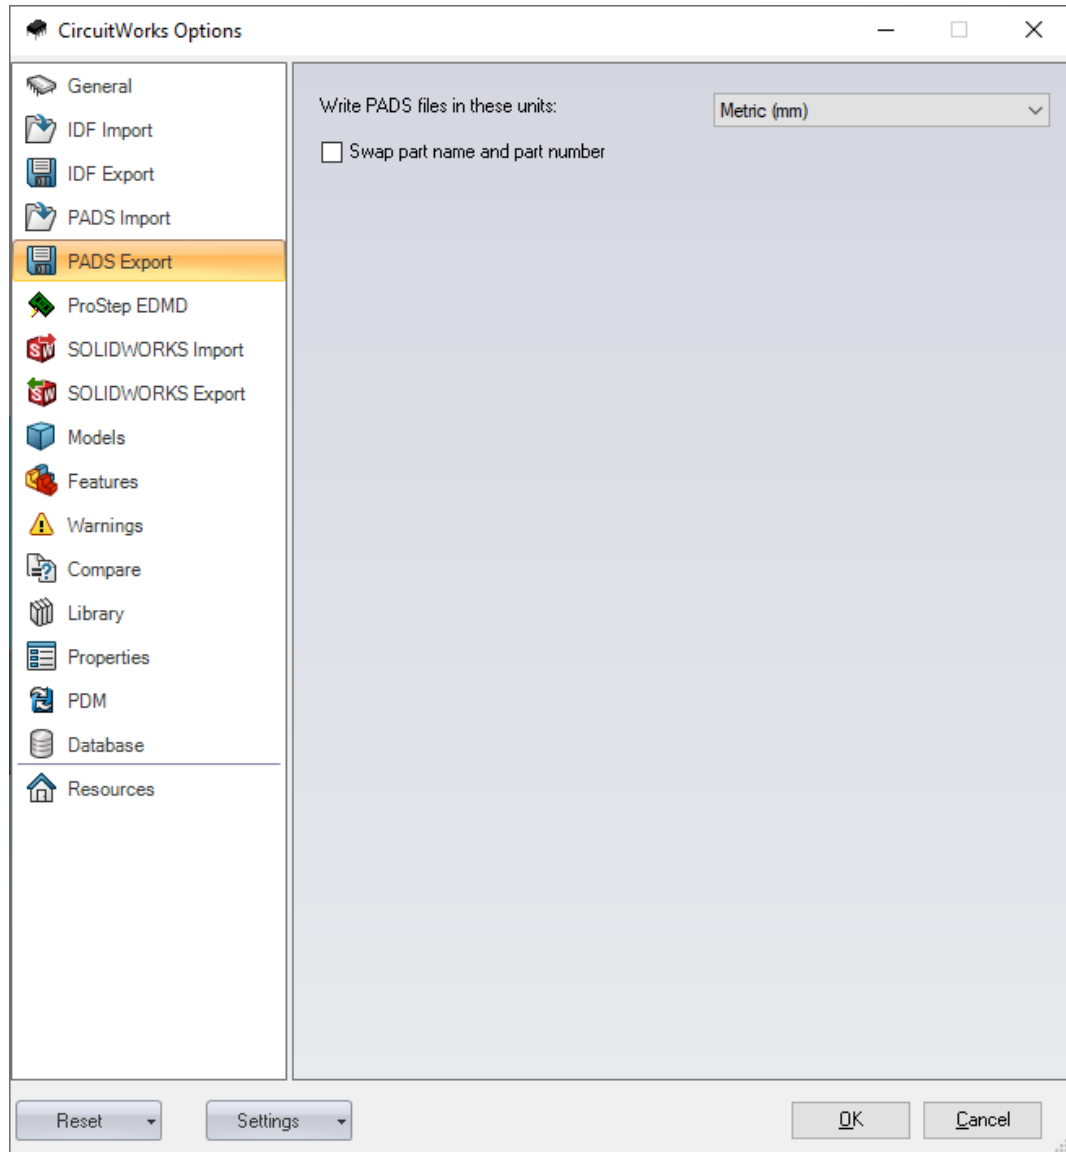 CircuitWorks Options
General
IDF Import
IDF Export
PADS Import
PADS Export
ProStep EDMD
SOLIDWORKS Import
SOLIDWORKS Export
Models
Features
Warnings
Compare
Library
Properties
PDM
Database
Resources
Write PADS files in these units: Metric (mm)
Swap part name and part number
Reset Settings OK Cancel